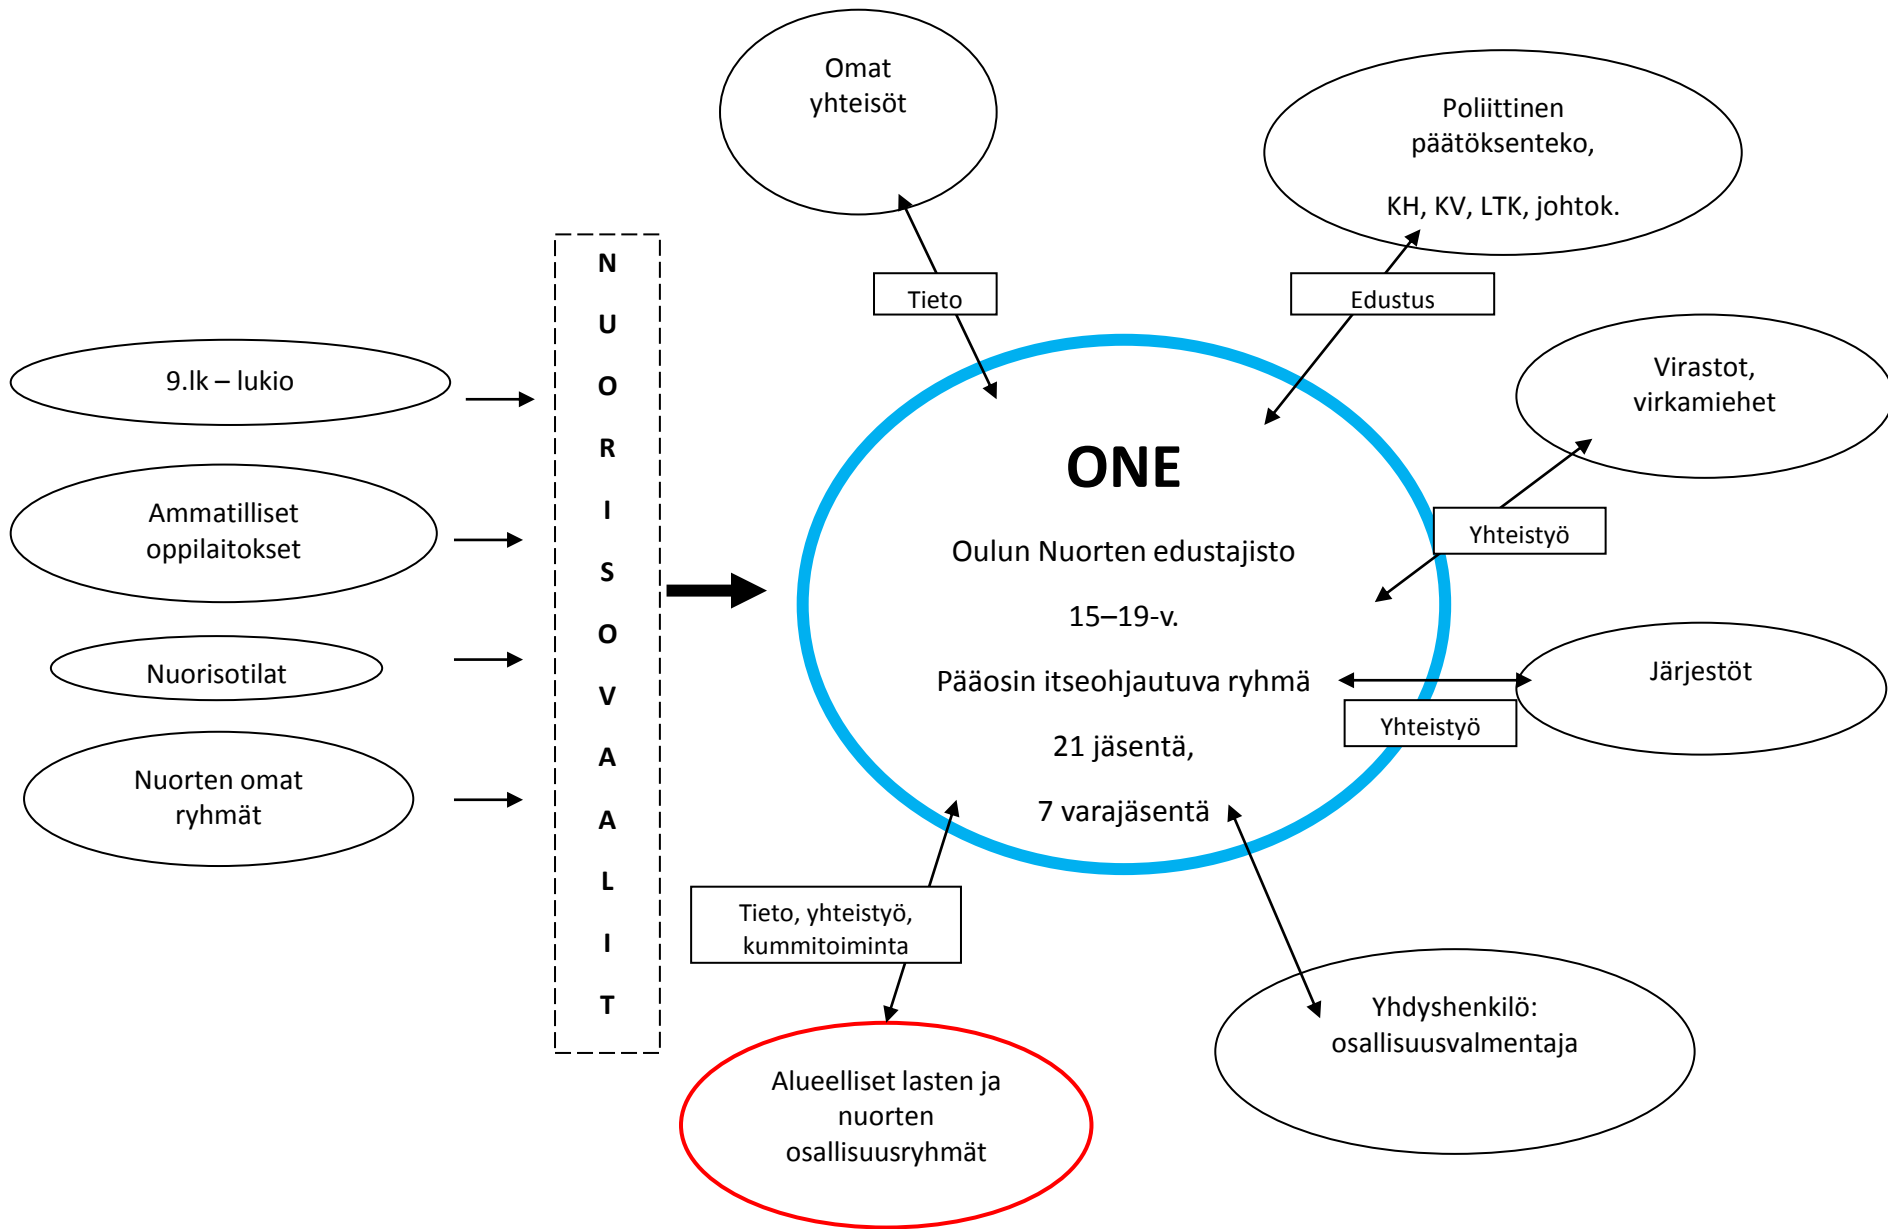 Omat
yhteisöt
Poliittinen
päätöksenteko,
KH, KV, LTK, johtok.
Tieto
Edustus
Virastot,
virkamiehet
Yhteistyö
Järjestöt
Yhteistyö
9.lk – lukio
Ammatilliset
oppilaitokset
Nuorisotilat
Nuorten omat
ryhmät
N
U
O
R
I
S
O
V
A
A
L
I
T
ONE
Oulun Nuorten edustajisto
15–19-v.
Pääosin itseohjautuva ryhmä
21 jäsentä,
7 varajäsentä
Tieto, yhteistyö,
kummitoiminta
Alueelliset lasten ja
nuorten
osallisuusryhmät
Yhdyshenkilö:
osallisuusvalmentaja